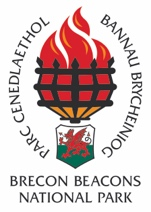 PARC CENEDLAETHOL
BANNAU BRYCHEINIOG
BRECON BEACONS
NATIONAL PARK